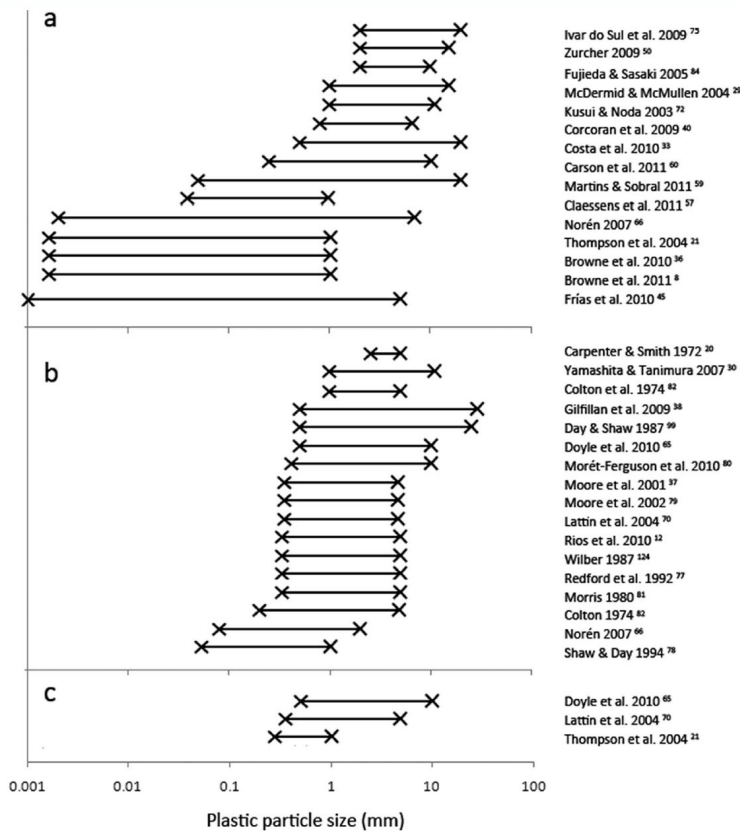 a
Ivar do Sul et al. 2009 73
Zurcher 2009 50
Fujieda & Sasaki 2005 84
McDermid & McMullen 2004 29
Kusui & Noda 2003 72
Corcoran et al. 2009 40
Costa et al. 2010 33
Carson et al. 2011 60
Martins & Sobral 2011 59
Claessens et al. 2011 57
Norén 2007 66
Thompson et al. 2004 21
Browne et al. 2010 36
Browne et al. 2011 8
Frías et al. 2010 45
b
Carpenter & Smith 1972 20
Yamashita & Tanimura 2007 30
Colton et al. 1974 82
Gilfillan et al. 2009 38
Day & Shaw 1987 99
Doyle et al. 2010 65
Morét-Ferguson et al. 2010 80
Moore et al. 2001 37
Moore et al. 2002 79
Lattin et al. 2004 70
Rios et al. 2010 12
Wilber 1987 124
Redford et al. 1992 77
Morris 1980 81
Colton 1974 82
Norén 2007 66
Shaw & Day 1994 78
c
Doyle et al. 2010 65
Lattin et al. 2004 70
Thompson et al. 2004 21
0.001 0.01 0.1 1 10 100
Plastic particle size (mm)